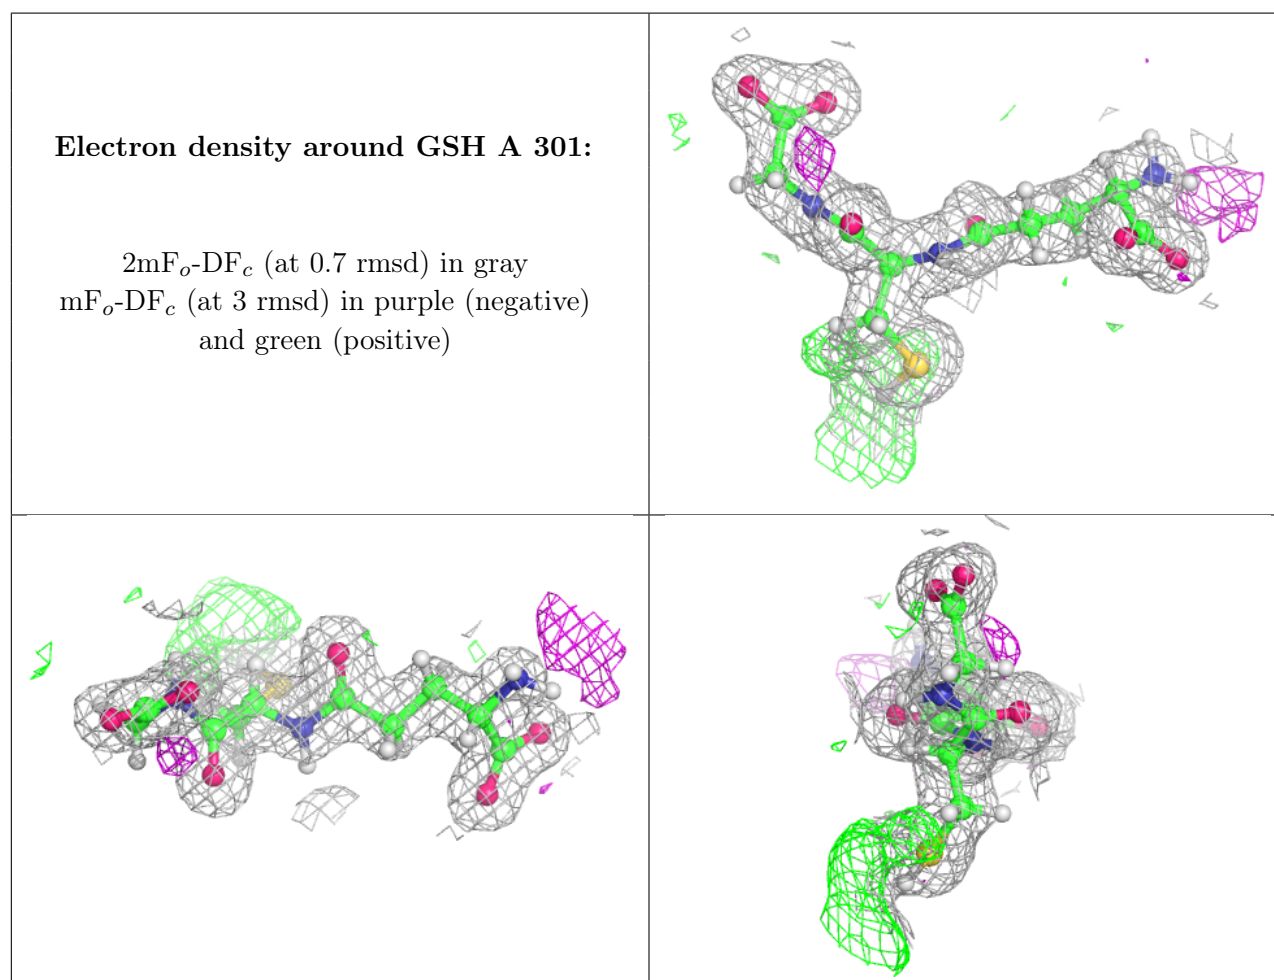 Electron density around GSH A 301:
2mFo-DFc (at 0.7 rmsd) in gray
mFo-DFc (at 3 rmsd) in purple (negative)
and green (positive)